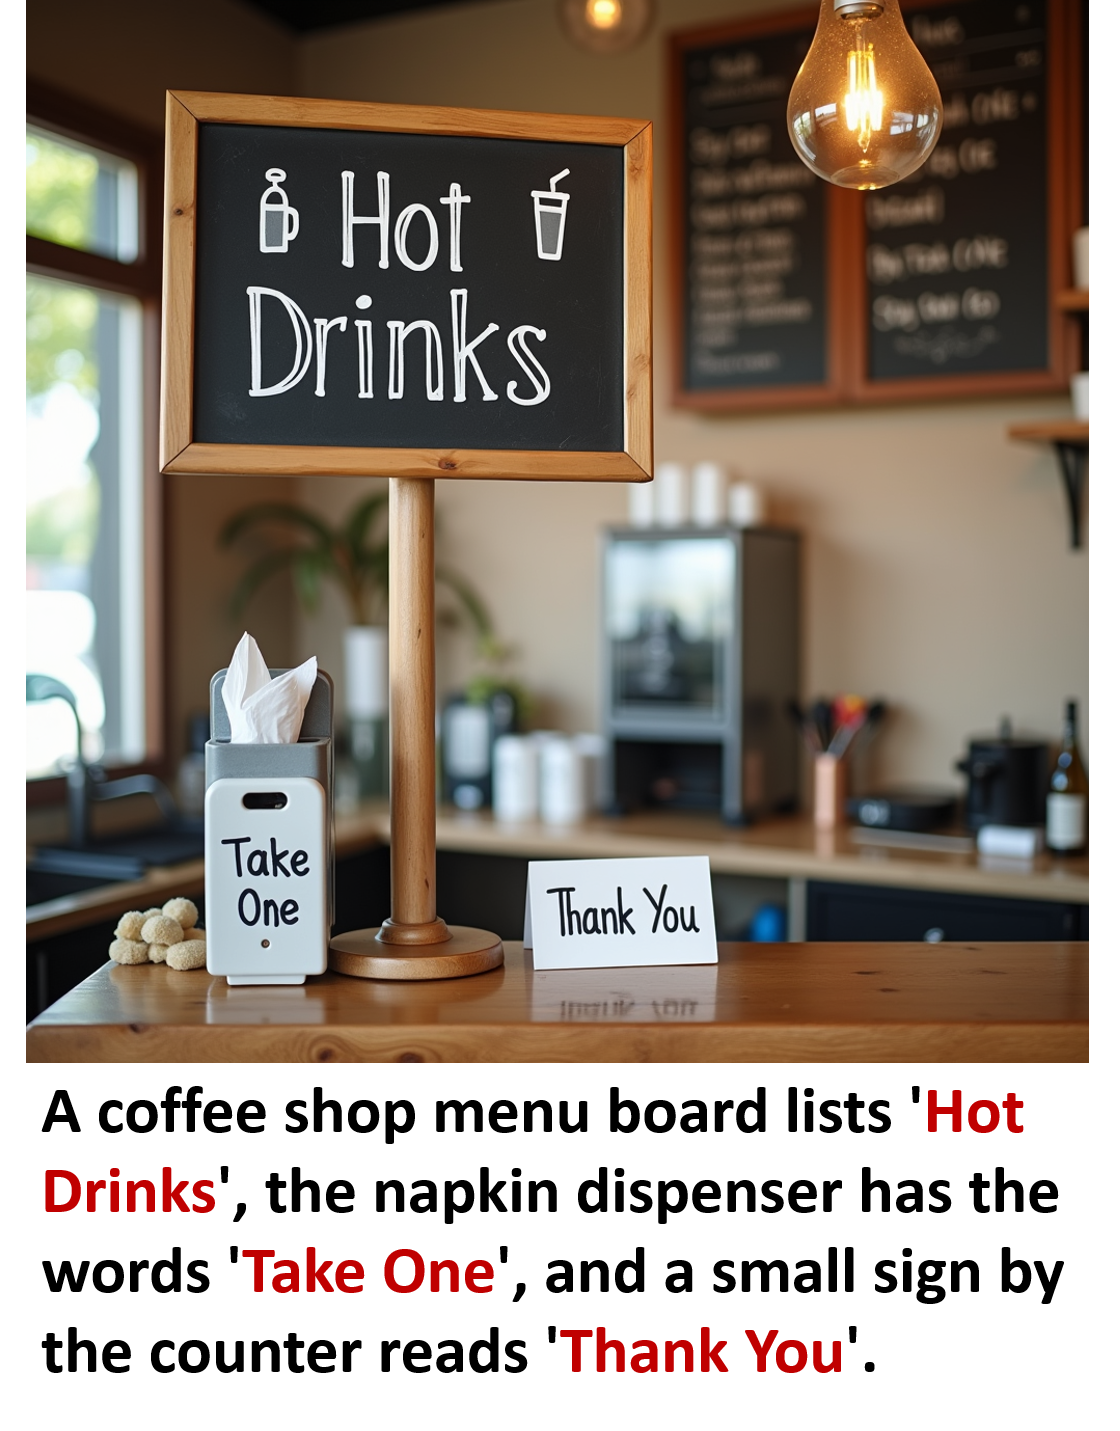 Hot
Drinks
Take
One
Thank You
A coffee shop menu board lists 'Hot
Drinks', the napkin dispenser has the
words 'Take One', and a small sign by
the counter reads 'Thank You'.